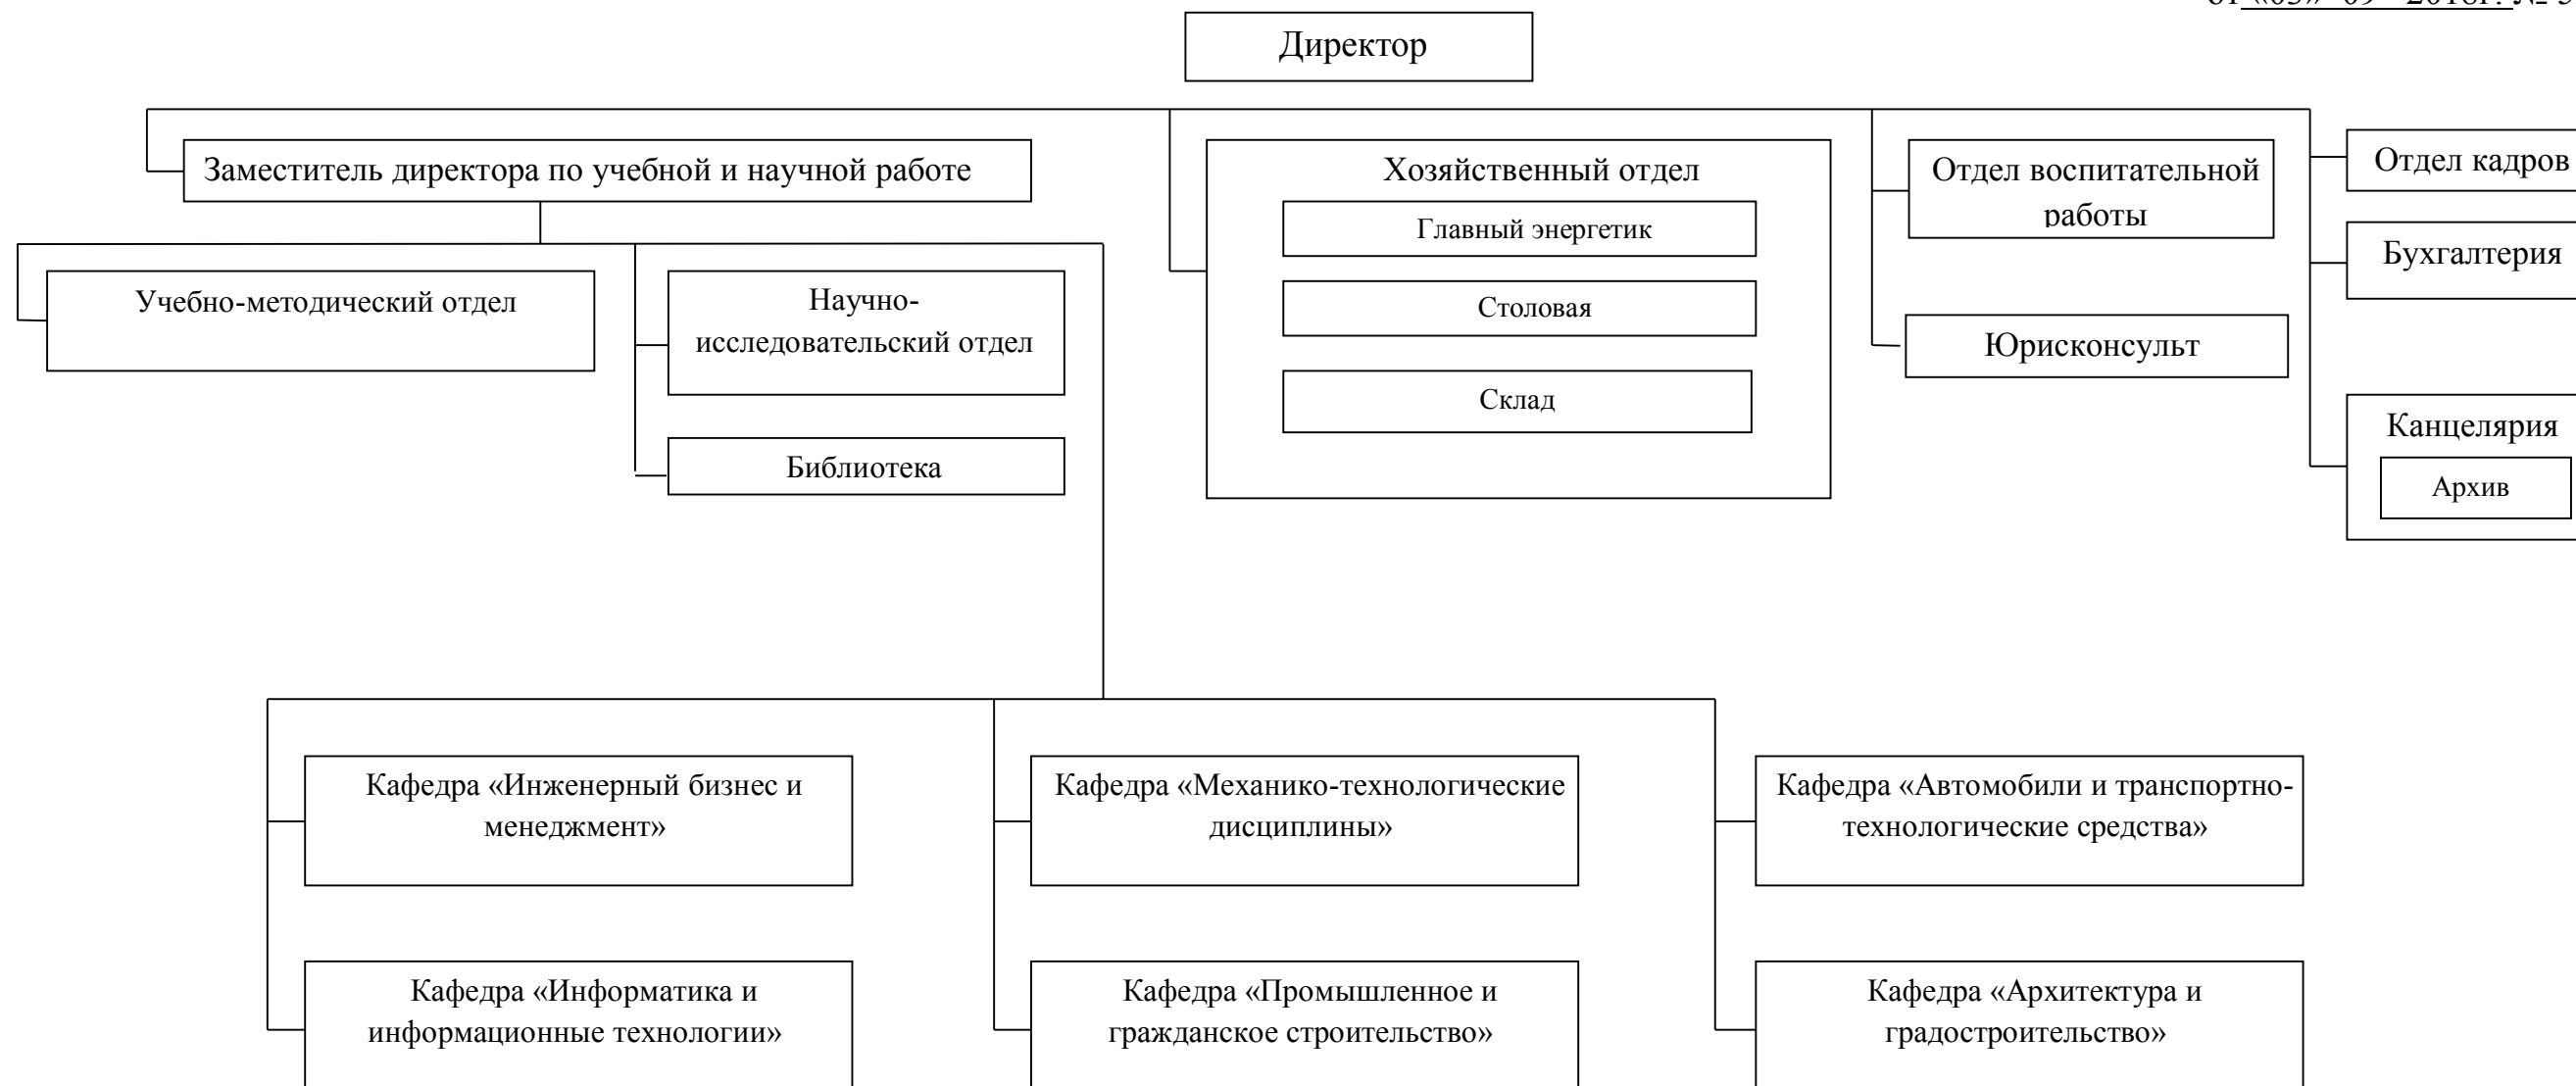 Директор
Заместитель директора по учебной и научной работе
Хозяйственный отдел
Главный энергетик
Столовая
Склад
Отдел воспитательной
работы
Юрисконсульт
Отдел кадров
Бухгалтерия
Канцелярия
Архив
Учебно-методический отдел
Научно-
исследовательский отдел
Библиотека
Кафедра «Инженерный бизнес и
менеджмент»
Кафедра «Механико-технологические
дисциплины»
Кафедра «Автомобили и транспортно-
технологические средства»
Кафедра «Информатика и
информационные технологии»
Кафедра «Промышленное и
гражданское строительство»
Кафедра «Архитектура и
градостроительство»